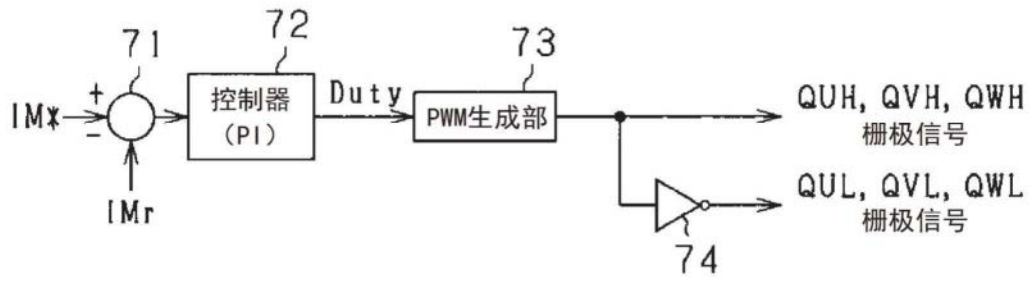 71
72
73
+
IM*
-
IMr
控制器
(PI)
Duty
PWM生成部
QUH, QVH, QWH
栅极信号
QUL, QVL, QWL
栅极信号
74